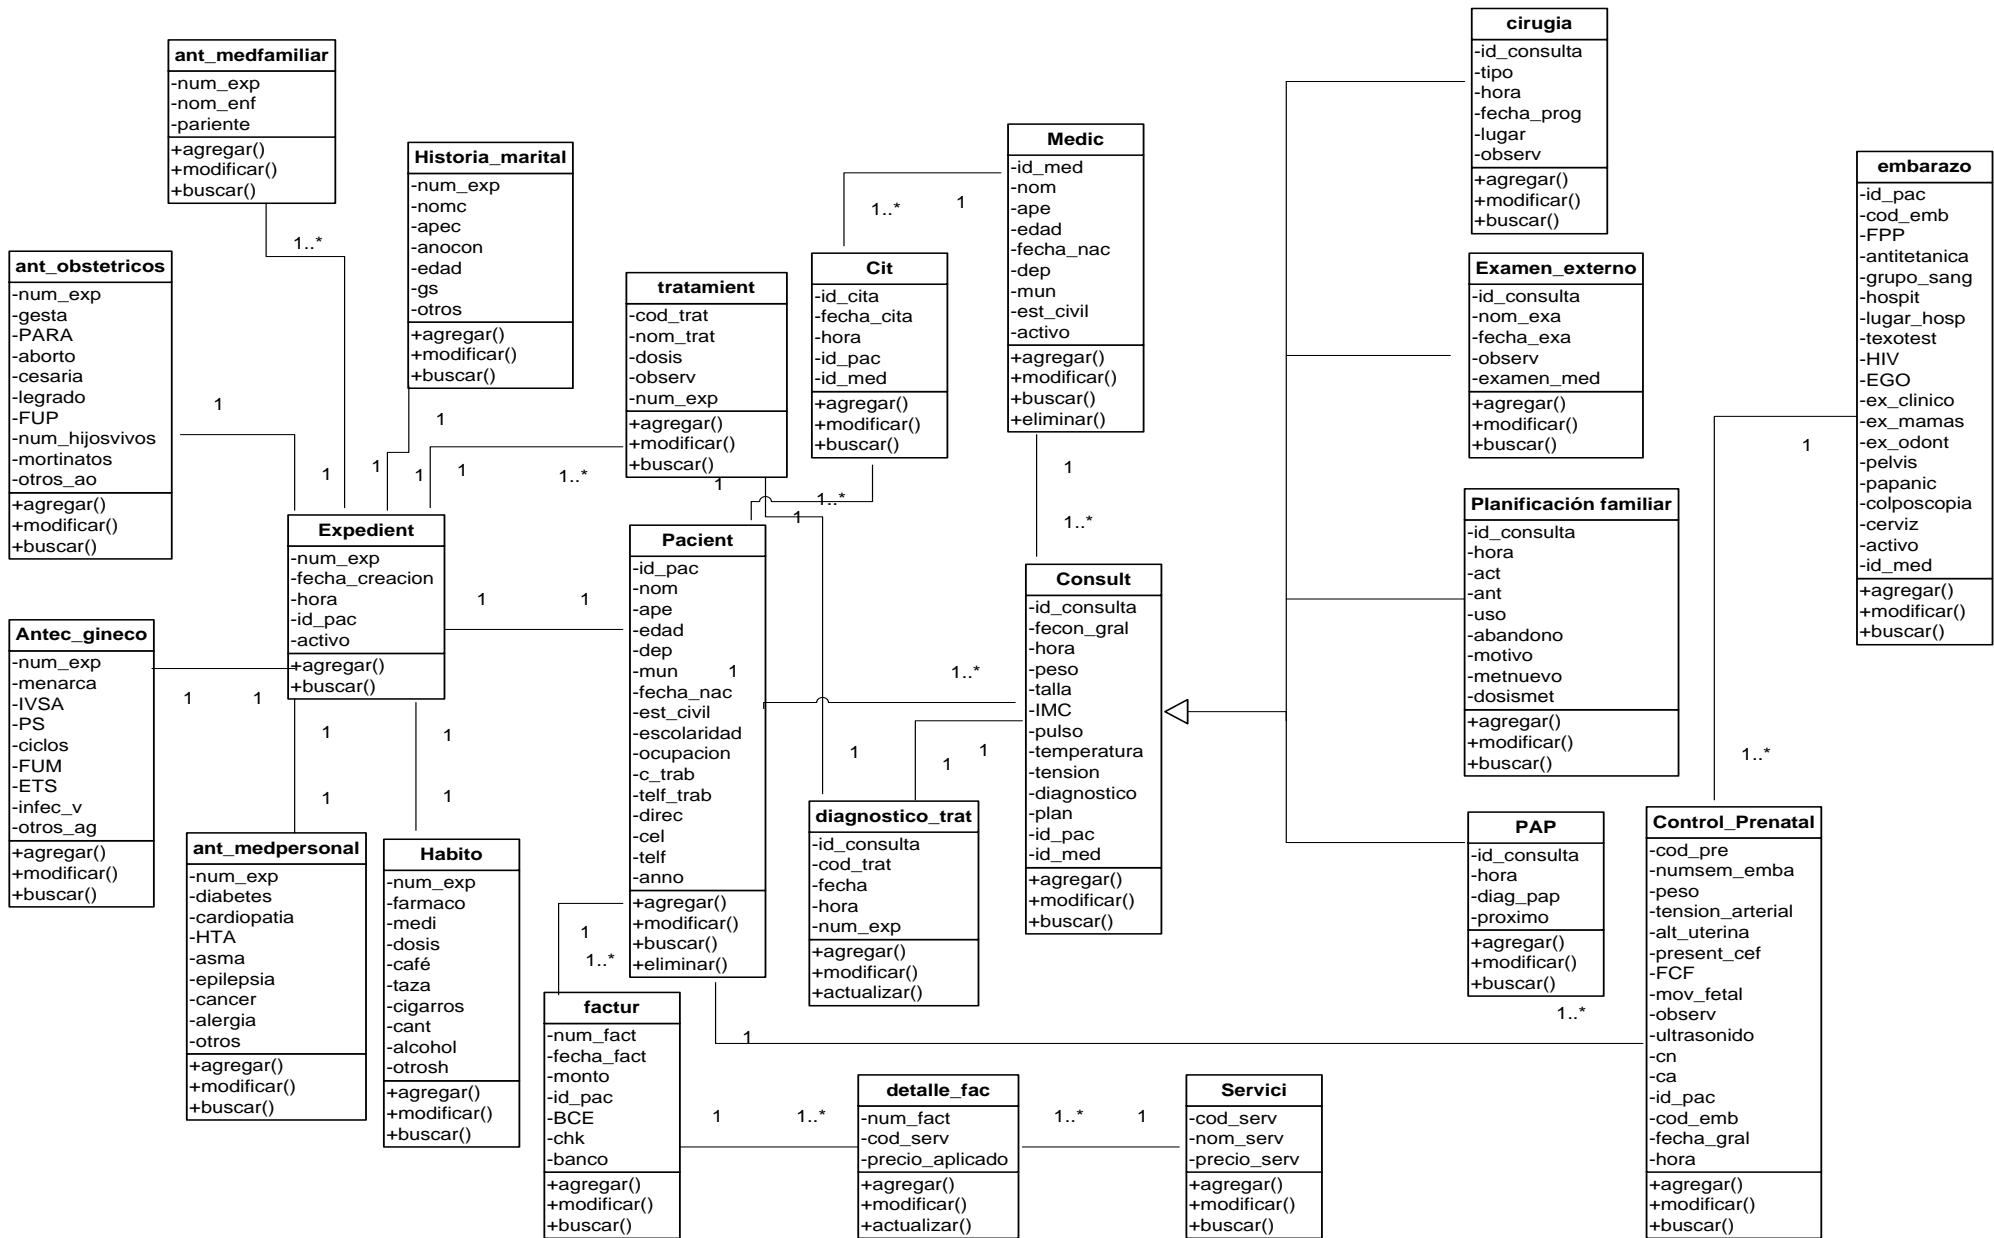 ant_medfamiliar
-num_exp
-nom_enf
-pariente
+agregar()
+modificar()
+buscar()
1..*
Historia_marital
-num_exp
-nomc
-apec
-anocon
-edad
-gs
-otros
+agregar()
+modificar()
+buscar()
1
1
ant_obstetricos
-num_exp
-gesta
-PARA
-aborto
-cesaria
-legrado
-FUP
-num_hijosvivos
-mortinatos
-otros_ao
+agregar()
+modificar()
+buscar()
1
1
tratamient
-cod_trat
-nom_trat
-dosis
-observ
-num_exp
+agregar()
+modificar()
+buscar()
1
1
1..*
1
1
Cit
-id_cita
-fecha_cita
-hora
-id_pac
-id_med
+agregar()
+modificar()
+buscar()
1..*
1
1..*
Medic
-id_med
-nom
-ape
-edad
-fecha_nac
-dep
-mun
-est_civil
-activo
+agregar()
+modificar()
+buscar()
+eliminar()
1
1..*
cirugia
-id_consulta
-tipo
-hora
-fecha_prog
-lugar
-observ
+agregar()
+modificar()
+buscar()
Examen_externo
-id_consulta
-nom_exa
-fecha_exa
-observ
-examen_med
+agregar()
+modificar()
+buscar()
embarazo
-id_pac
-cod_emb
-FPP
-antitetanica
-grupo_sang
-hospit
-lugar_hosp
-texotest
-HIV
-EGO
-ex_clinico
-ex_mamas
-ex_odont
-pelvis
-papanic
-colposcopia
-cerviz
-activo
-id_med
+agregar()
+modificar()
+buscar()
1
1..*
Planificación familiar
-id_consulta
-hora
-act
-ant
-uso
-abandono
-motivo
-metnuevo
-dosismet
+agregar()
+modificar()
+buscar()
Expedient
-num_exp
-fecha_creacion
-hora
-id_pac
-activo
+agregar()
+buscar()
1
1
Pacient
-id_pac
-nom
-ape
-edad
-dep
-mun
-fecha_nac
-est_civil
-escolaridad
-ocupacion
-c_trab
-telf_trab
-direc
-cel
-telf
-anno
+agregar()
+modificar()
+buscar()
+eliminar()
1
1..*
Consult
-id_consulta
-fecon_gral
-hora
-peso
-talla
-IMC
-pulso
-temperatura
-tension
-diagnostico
-plan
-id_pac
-id_med
+agregar()
+modificar()
+buscar()
1
1
1
Antec_gineco
-num_exp
-menarca
-IVSA
-PS
-ciclos
-FUM
-ETS
-infec_v
-otros_ag
+agregar()
+modificar()
+buscar()
1
1
1
1
1
1
ant_medpersonal
-num_exp
-diabetes
-cardiopatia
-HTA
-asma
-epilepsia
-cancer
-alergia
-otros
+agregar()
+modificar()
+buscar()
Habito
-num_exp
-farmaco
-medi
-dosis
-café
-taza
-cigarros
-cant
-alcohol
-otrosh
+agregar()
+modificar()
+buscar()
diagnostico_trat
-id_consulta
-cod_trat
-fecha
-hora
-num_exp
+agregar()
+modificar()
+actualizar()
PAP
-id_consulta
-hora
-diag_pap
-proximo
+agregar()
+modificar()
+buscar()
1..*
Control_Prenatal
-cod_pre
-numsem_emba
-peso
-tension_arterial
-alt_uterina
-present_cef
-FCF
-mov_fetal
-observ
-ultrasonido
-cn
-ca
-id_pac
-cod_emb
-fecha_gral
-hora
+agregar()
+modificar()
+buscar()
1
1..*
1
factur
-num_fact
-fecha_fact
-monto
-id_pac
-BCE
-chk
-banco
+agregar()
+modificar()
+buscar()
1
1..*
detalle_fac
-num_fact
-cod_serv
-precio_aplicado
+agregar()
+modificar()
+actualizar()
1..*
1
Servici
-cod_serv
-nom_serv
-precio_serv
+agregar()
+modificar()
+buscar()